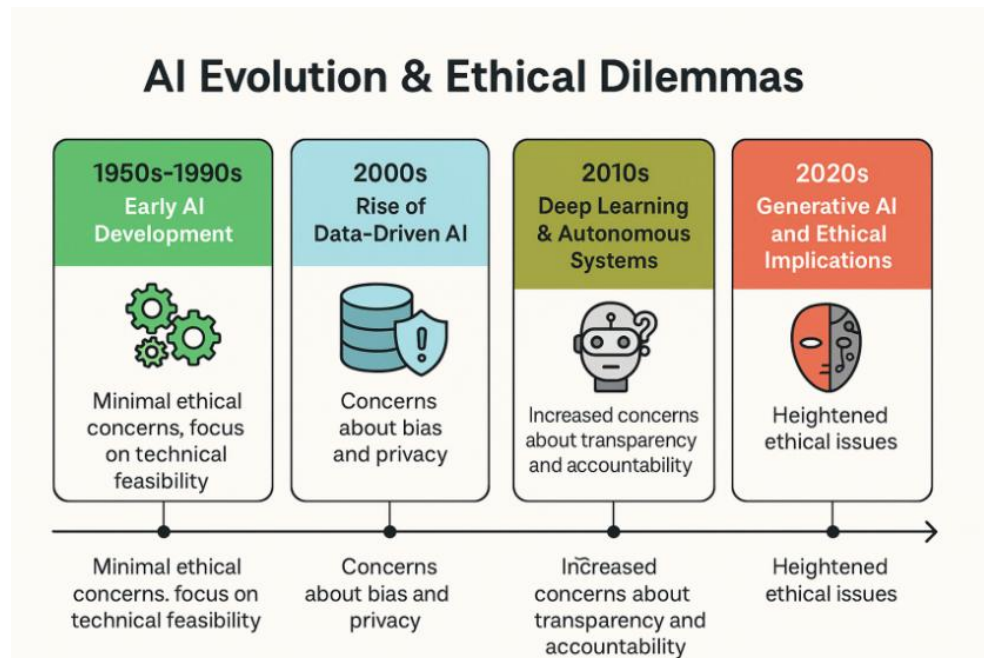 AI Evolution & Ethical Dilemmas
1950s-1990s
Early AI
Development
Minimal ethical
concerns, focus
on technical
feasibility
2000s
Rise of
Data-Driven AI
Concerns
about bias
and privacy
2010s
Deep Learning
& Autonomous
Systems
Increased concerns
about transparency
and accountability
2020s
Generative AI
and Ethical
Implications
Heightened
ethical issues
Minimal ethical
concerns. focus on
technical feasibility
Concerns
about bias and
privacy
Increased
concerns about
transparency and
accountability
Heightened
ethical issues